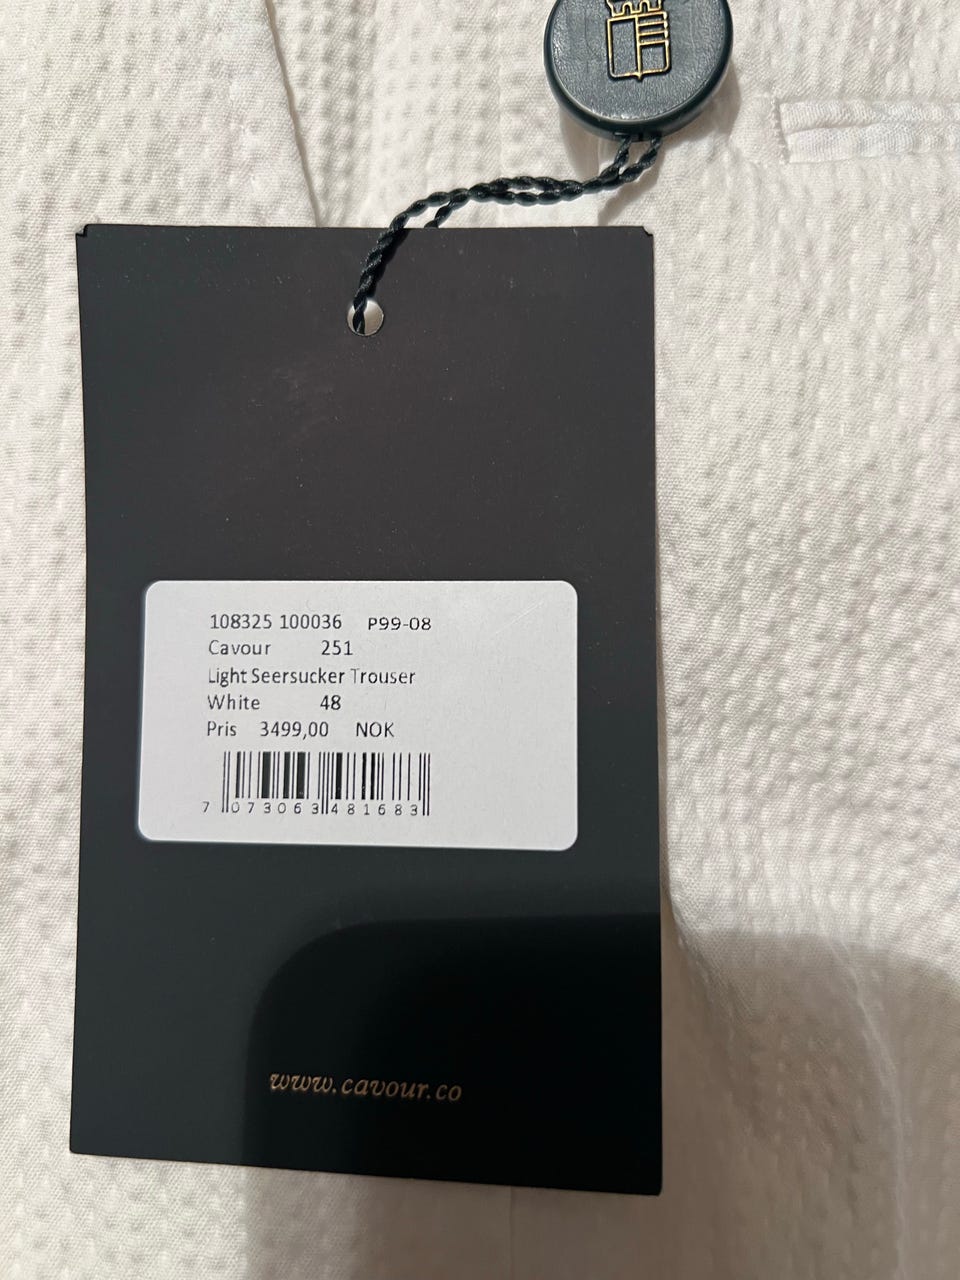 108325 100036 P99-08
Cavour 251
Light Seersucker Trouser
White 48
Pris 3499,00 NOK
7 073063 481683
www.cavour.co